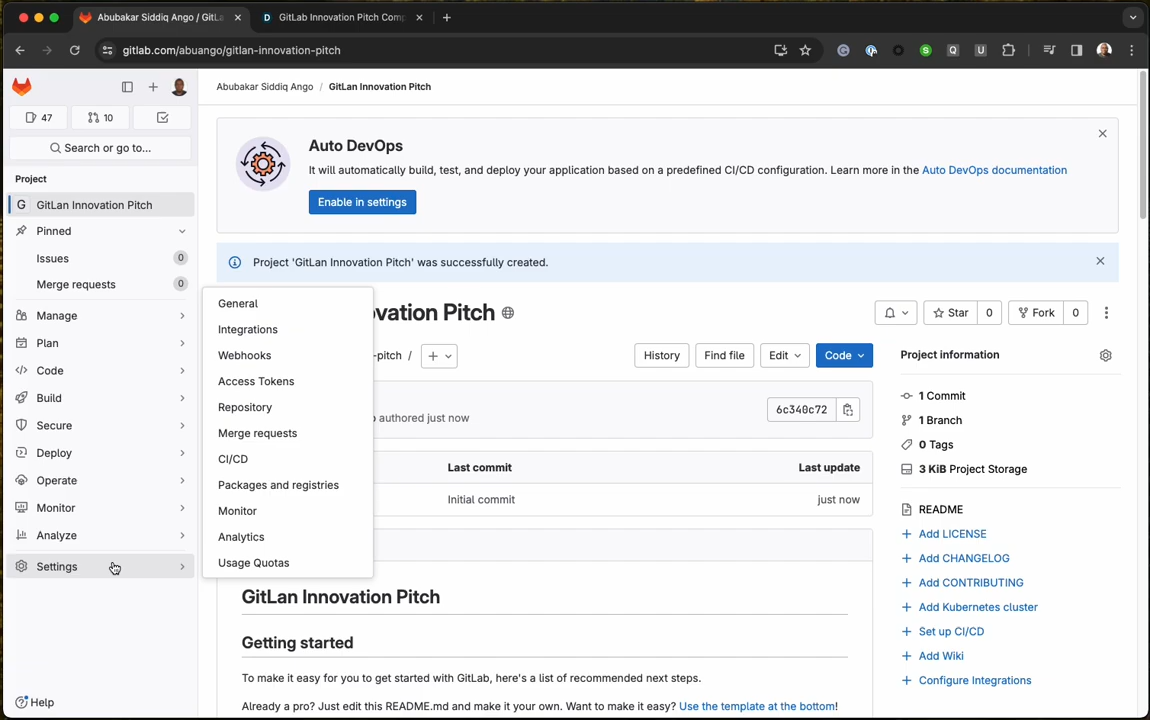 Abubakar Siddiq Ango / GitLa
GitLab Innovation Pitch Comp
gitlab.com/abuango/gitlan-innovation-pitch
47
10
Search or go to...
Project
G GitLan Innovation Pitch
Pinned
Issues 0
Merge requests 0
Manage
Plan
Code
Build
Secure
Deploy
Operate
Monitor
Analyze
Settings
Help
General
Integrations
Webhooks
Access Tokens
Repository
Merge requests
CI/CD
Packages and registries
Monitor
Analytics
Usage Quotas
Abubakar Siddiq Ango / GitLan Innovation Pitch
Auto DevOps
It will automatically build, test, and deploy your application based on a predefined CI/CD configuration. Learn more in the Auto DevOps documentation
Enable in settings
Project 'GitLan Innovation Pitch' was successfully created.
vation Pitch
Star 0
Fork 0
-pitch /
History
Find file
Edit
Code
authored just now
6c340c72
Last commit
Last update
Initial commit
just now
GitLan Innovation Pitch
Getting started
To make it easy for you to get started with GitLab, here's a list of recommended next steps.
Already a pro? Just edit this README.md and make it your own. Want to make it easy? Use the template at the bottom!
Project information
1 Commit
1 Branch
0 Tags
3 KiB Project Storage
README
Add LICENSE
Add CHANGELOG
Add CONTRIBUTING
Add Kubernetes cluster
Set up CI/CD
Add Wiki
Configure Integrations